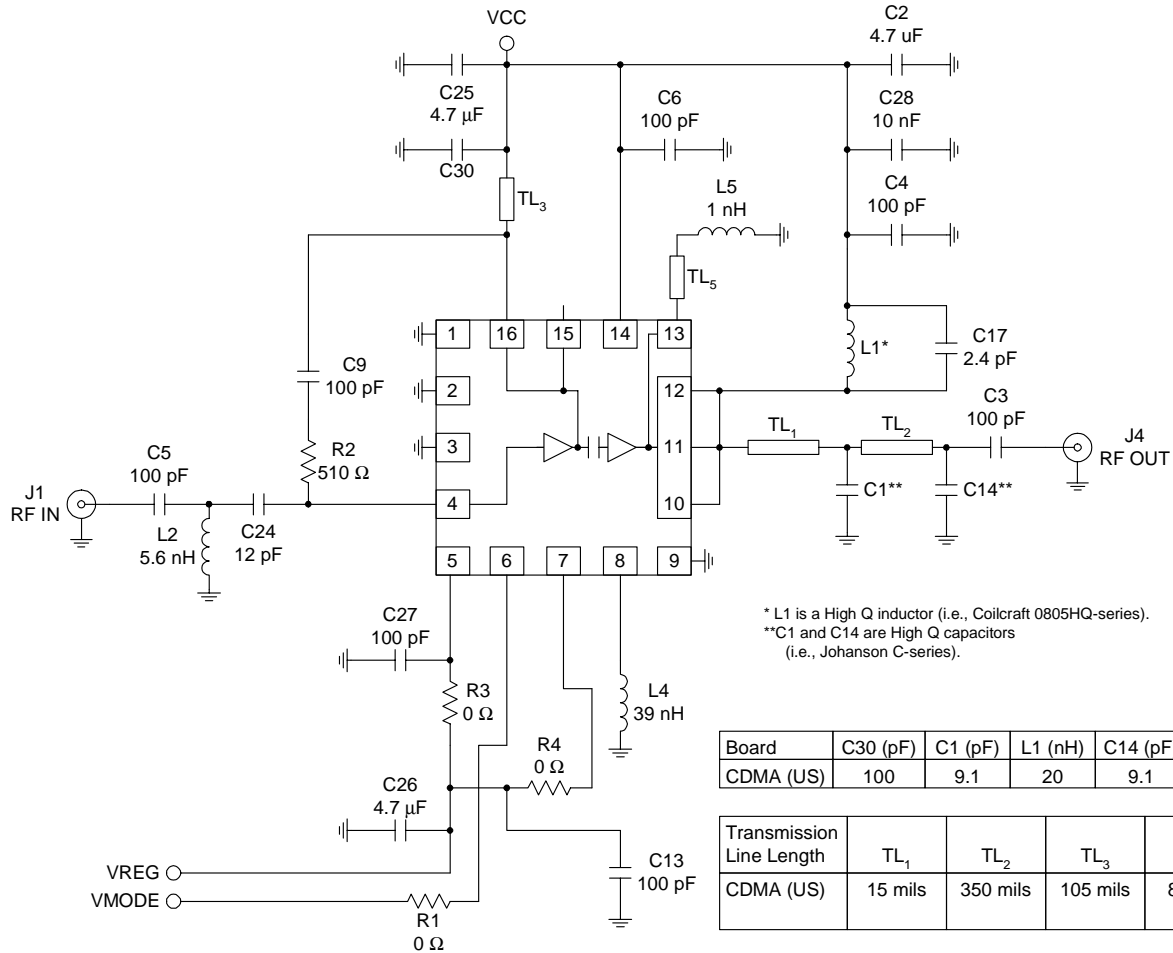 VCC
C2
4.7 uF
C25
4.7 μF
C6
100 pF
C28
10 nF
C30
TL3
L5
1 nH
C4
100 pF
TL5
1
16
15
14
13
L1*
C17
2.4 pF
C9
100 pF
2
12
C3
100 pF
R2
510 Ω
3
11
TL1
TL2
J4
RF OUT
C5
100 pF
J1
RF IN
4
10
C1**
C14**
L2
5.6 nH
C24
12 pF
5
6
7
8
9
C27
100 pF
* L1 is a High Q inductor (i.e., Coilcraft 0805HQ-series).
**C1 and C14 are High Q capacitors
(i.e., Johanson C-series).
R3
0 Ω
L4
39 nH
R4
0 Ω
C26
4.7 μF
C13
100 pF
VREG
VMODE
R1
0 Ω
Board C30 (pF) C1 (pF) L1 (nH) C14 (pF
CDMA (US) 100 9.1 20 9.1
Transmission
Line Length TL1 TL2 TL3
CDMA (US) 15 mils 350 mils 105 mils